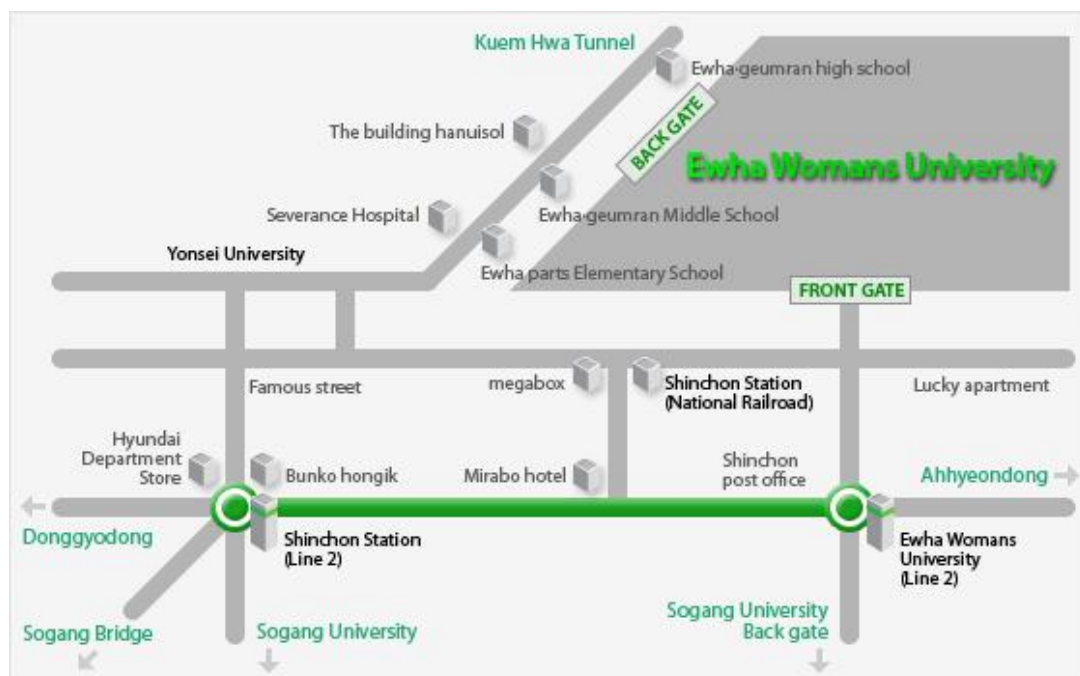 Kuem Hwa Tunnel
Ewha·geumran high school
BACK GATE
The building hanuisol
Ewha Womans University
Severance Hospital
Ewha·geumran Middle School
Yonsei University
Ewha parts Elementary School
FRONT GATE
Famous street
megabox
Shinchon Station
(National Railroad)
Lucky apartment
Hyundai
Department
Store
Bunko hongik
Mirabo hotel
Shinchon
post office
Ahhyeondong
Donggyodong
Shinchon Station
(Line 2)
Ewha Womans
University
(Line 2)
Sogang Bridge
Sogang University
Sogang University
Back gate